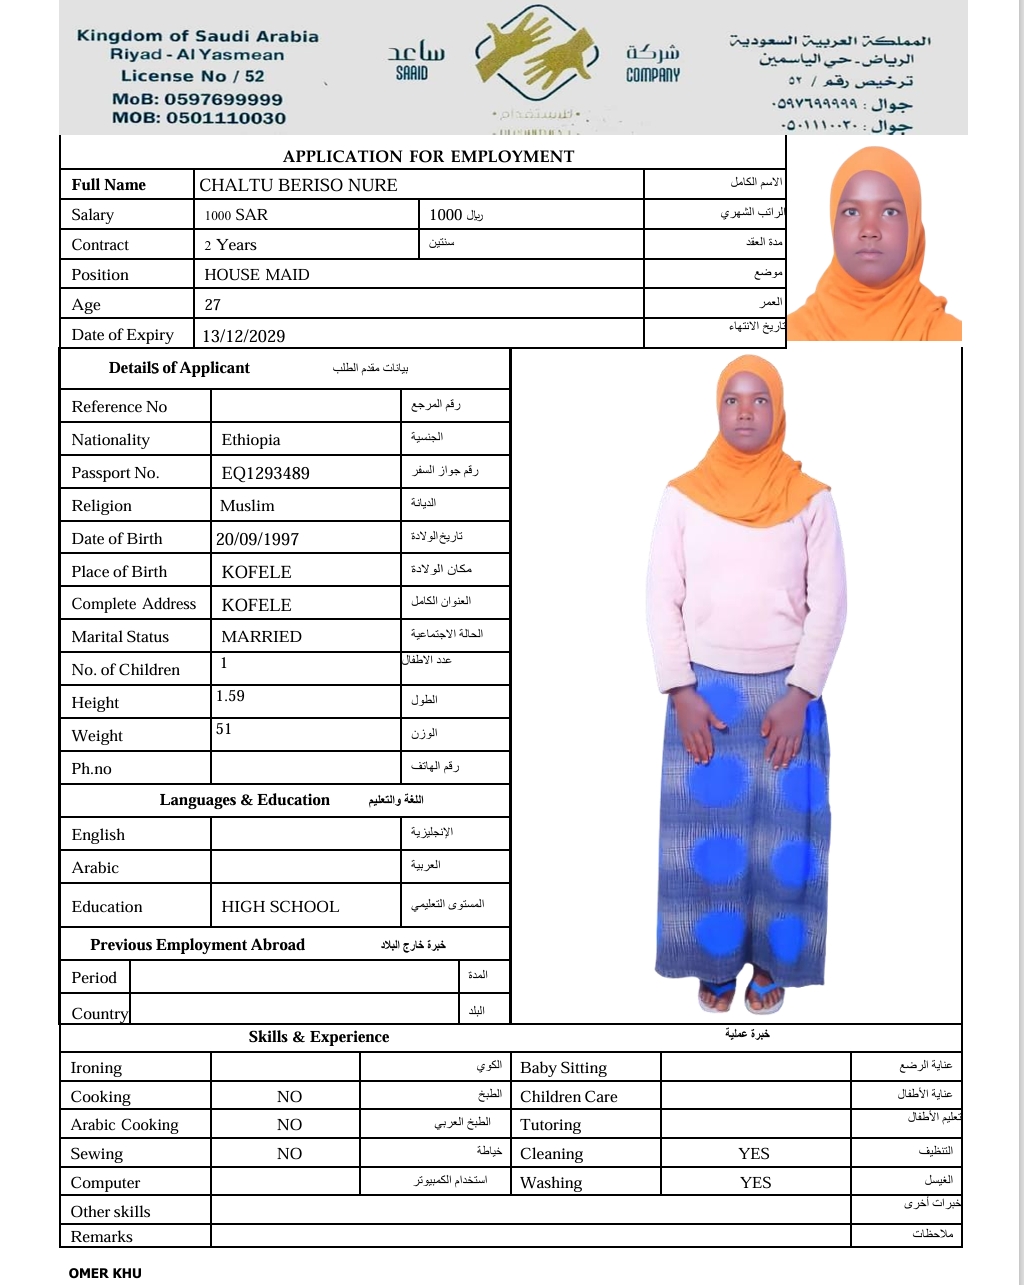 Kingdom of Saudi Arabia
Riyad - Al Yasmean
License No / 52
MoB: 0597699999
MOB: 0501110030
ساعد
SAAID
شركة
COMPANY
للاستقدام
المملكة العربية السعودية
الرياض - حي الياسمين
ترخيص رقم / ٥٢
جوال : ٠٥٩٧٦٩٩٩٩٩
جوال : ٠٥٠١١١٠٠٣٠
APPLICATION FOR EMPLOYMENT
Full Name CHALTU BERISO NURE الاسم الكامل
Salary 1000 SAR 1000 ريال الراتب الشهري
Contract 2 Years سنتين مدة العقد
Position HOUSE MAID موضع
Age 27 العمر
Date of Expiry 13/12/2029 تاريخ الانتهاء
Details of Applicant بيانات مقدم الطلب
Reference No رقم المرجع
Nationality Ethiopia الجنسية
Passport No. EQ1293489 رقم جواز السفر
Religion Muslim الديانة
Date of Birth 20/09/1997 تاريخ الولادة
Place of Birth KOFELE مكان الولادة
Complete Address KOFELE العنوان الكامل
Marital Status MARRIED الحالة الاجتماعية
No. of Children 1 عدد الاطفال
Height 1.59 الطول
Weight 51 الوزن
Ph.no رقم الهاتف
Languages & Education اللغة والتعليم
English الإنجليزية
Arabic العربية
Education HIGH SCHOOL المستوى التعليمي
Previous Employment Abroad خبرة خارج البلاد
Period المدة
Country البلد
Skills & Experience خبرة عملية
Ironing الكوي Baby Sitting عناية الرضع
Cooking NO الطبخ Children Care عناية الأطفال
Arabic Cooking NO الطبخ العربي Tutoring تعليم الأطفال
Sewing NO خياطة Cleaning YES التنظيف
Computer استخدام الكمبيوتر Washing YES الغيسل
Other skills خبرات أخرى
Remarks ملاحظات
OMER KHU